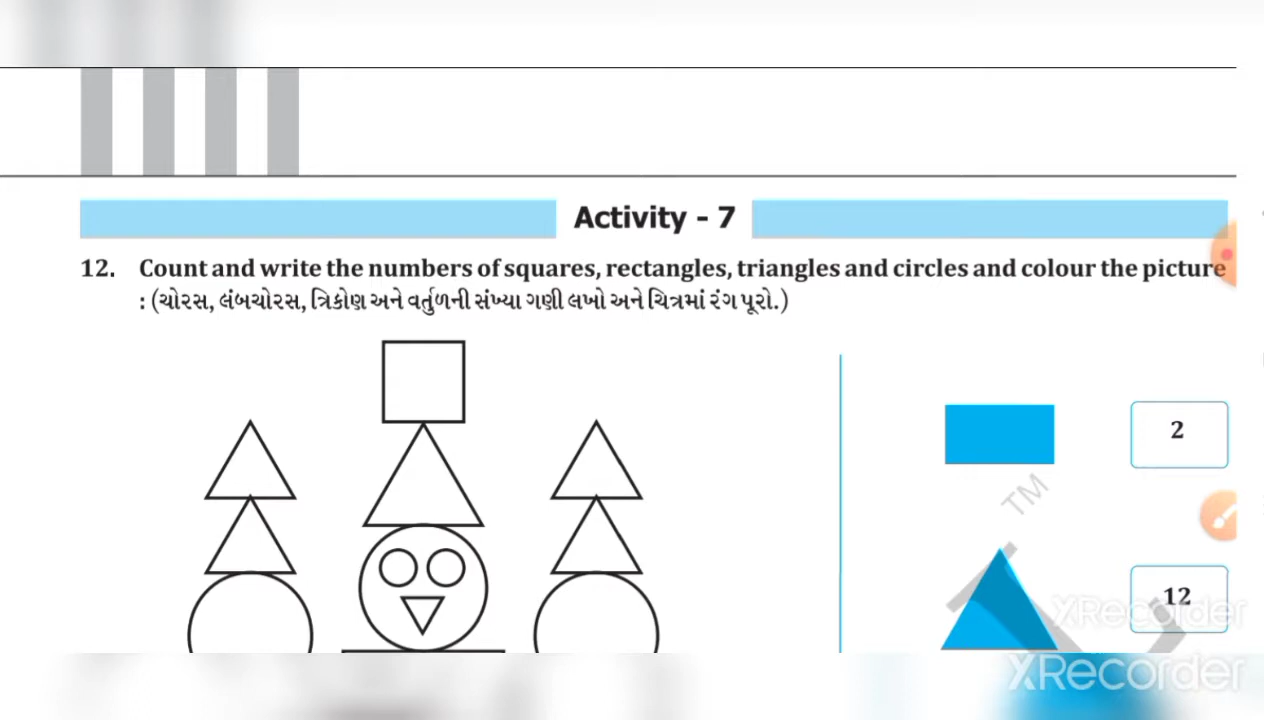 Activity - 7
12. Count and write the numbers of squares, rectangles, triangles and circles and colour the picture
: (ચોરસ, લંબચોરસ, ત્રિકોણ અને વર્તુળની સંખ્યા ગણી લખો અને ચિત્રમાં રંગ પૂરો.)
2
TM
12
XRecorder
XRecorder